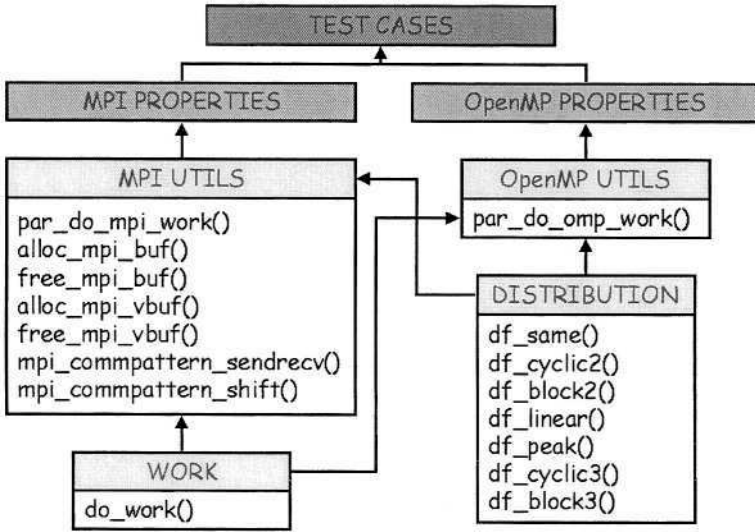 TEST CASES
MPI PROPERTIES
OpenMP PROPERTIES
MPI UTILS
par_do_mpi_work()
alloc_mpi_buf()
free_mpi_buf()
alloc_mpi_vbuf()
free_mpi_vbuf()
mpi_commpattern_sendrecv()
mpi_commpattern_shift()
OpenMP UTILS
par_do_omp_work()
DISTRIBUTION
df_same()
df_cyclic2()
df_block2()
df_linear()
df_peak()
df_cyclic3()
df_block3()
WORK
do_work()